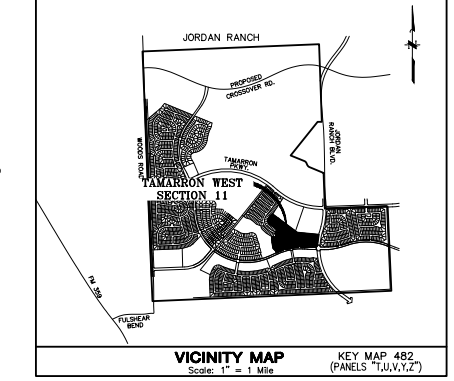 JORDAN RANCH
PROPOSED
CROSSOVER RD.
WOODS ROAD
JORDAN
RANCH BLVD.
TAMARRON
PKWY.
TAMARRON WEST
SECTION 11
FM 359
FULSHEAR
BEND
VICINITY MAP
Scale: 1" = 1 Mile
KEY MAP 482
(PANELS "T,U,V,Y,Z")